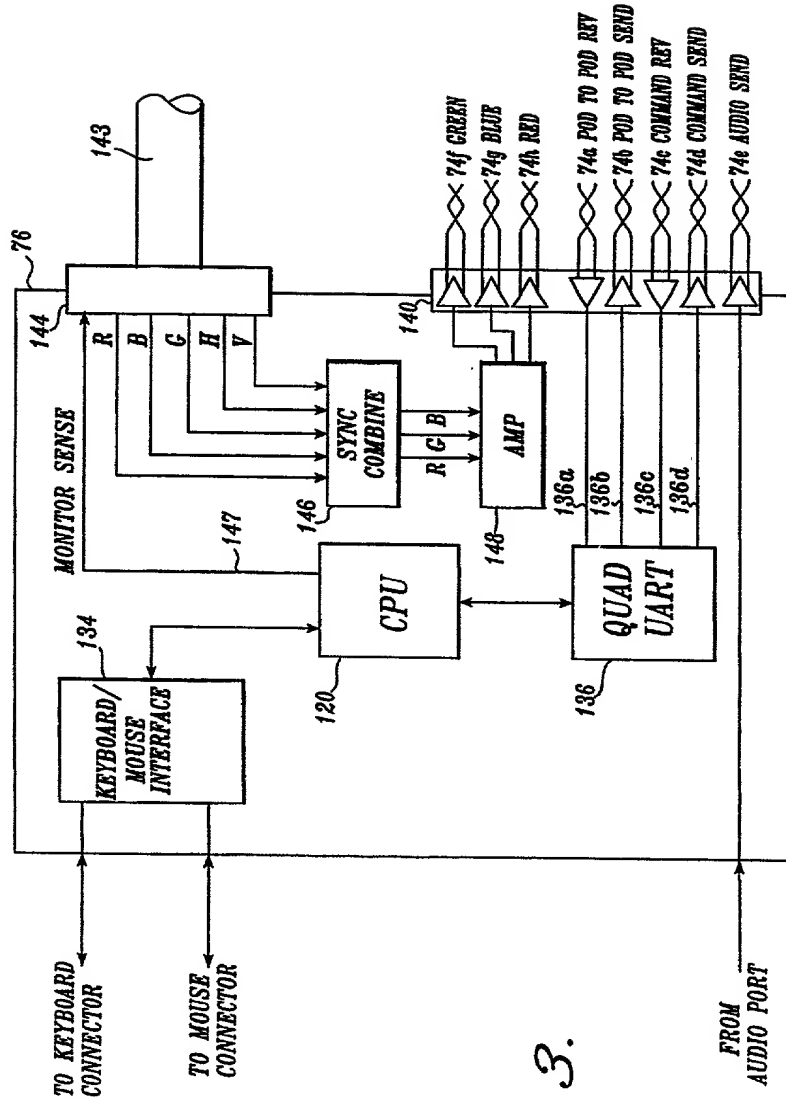 76
143
144
MONITOR SENSE
R
B
G
H
V
147
SYNC
COMBINE
146
R G B
AMP
148
140
74f GREEN
74g BLUE
74h RED
74a POD TO POD REV
74b POD TO POD SEND
74c COMMAND REV
74d COMMAND SEND
74e AUDIO SEND
134
KEYBOARD/
MOUSE
INTERFACE
CPU
120
136a
136b
136c
136d
QUAD
UART
136
TO KEYBOARD
CONNECTOR
TO MOUSE
CONNECTOR
FROM
AUDIO PORT
3.